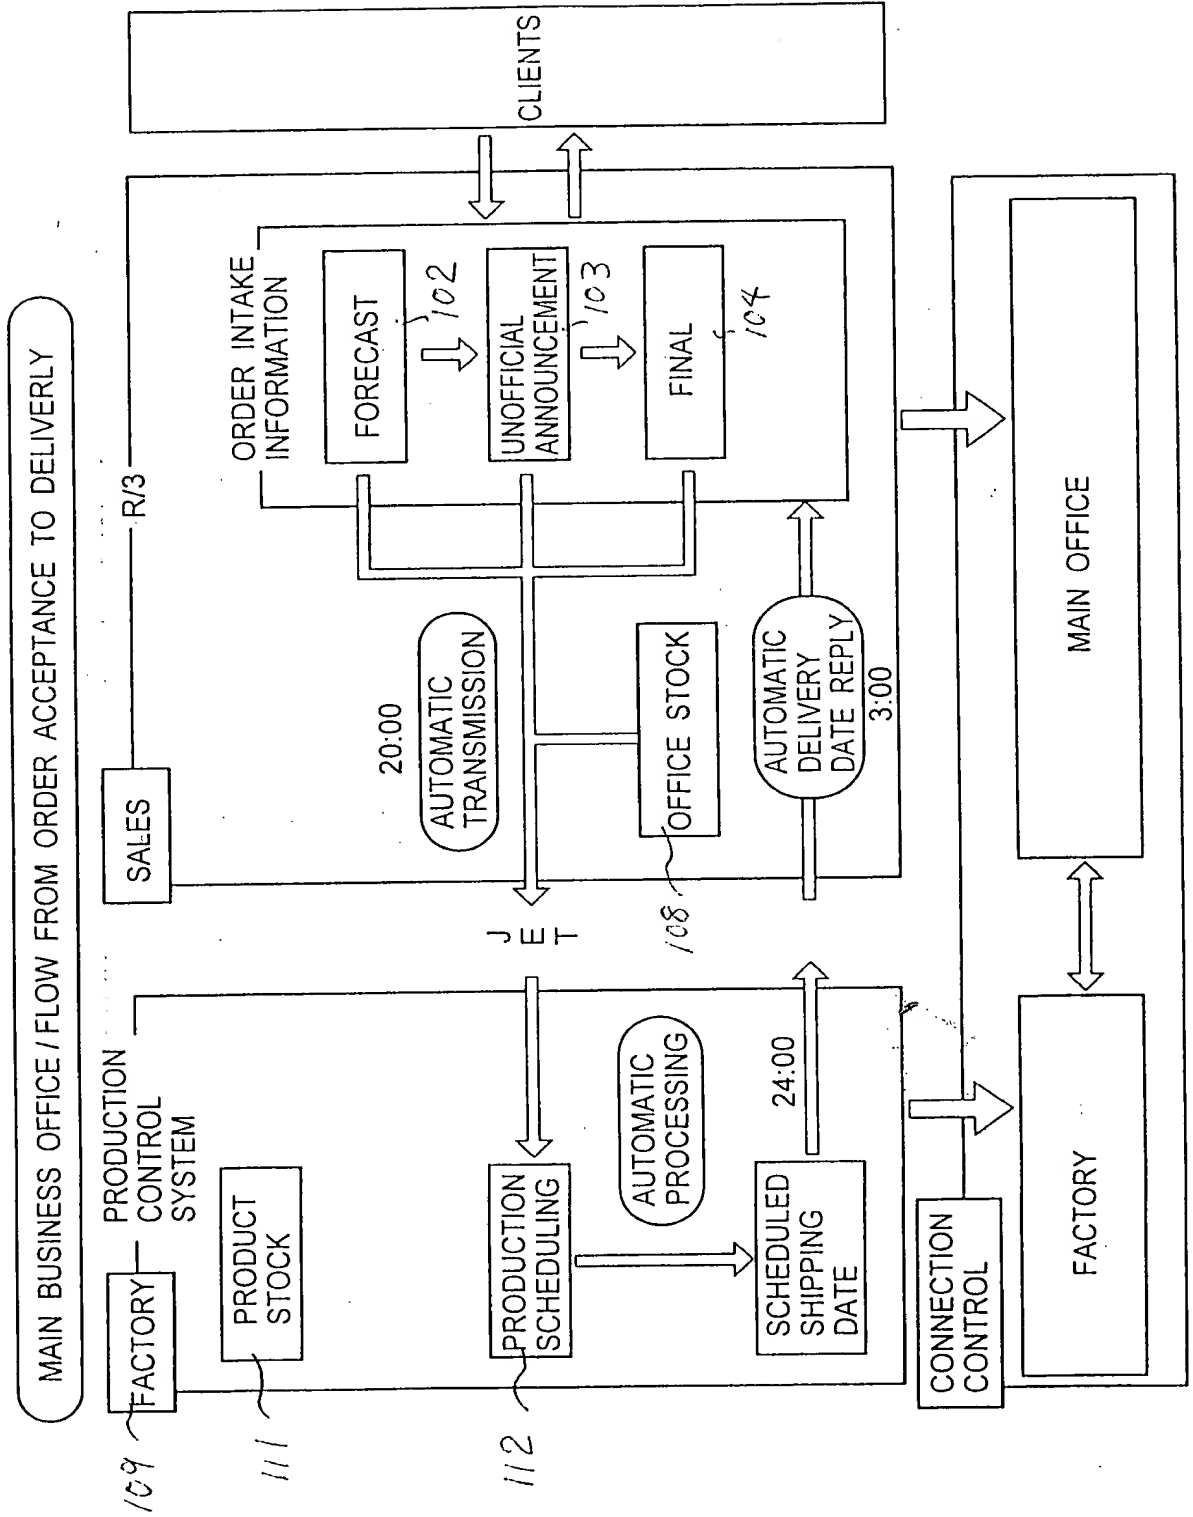 MAIN BUSINESS OFFICE / FLOW FROM ORDER ACCEPTANCE TO DELIVERLY
109
FACTORY
PRODUCTION
CONTROL
SYSTEM
111
PRODUCT
STOCK
112
PRODUCTION
SCHEDULING
AUTOMATIC
PROCESSING
SCHEDULED
SHIPPING
DATE
24:00
J
E
T
SALES
R/3
20:00
AUTOMATIC
TRANSMISSION
108
OFFICE STOCK
AUTOMATIC
DELIVERY
DATE REPLY
3:00
ORDER INTAKE
INFORMATION
FORECAST
102
UNOFFICIAL
ANNOUNCEMENT
103
FINAL
104
CLIENTS
CONNECTION
CONTROL
FACTORY
MAIN OFFICE